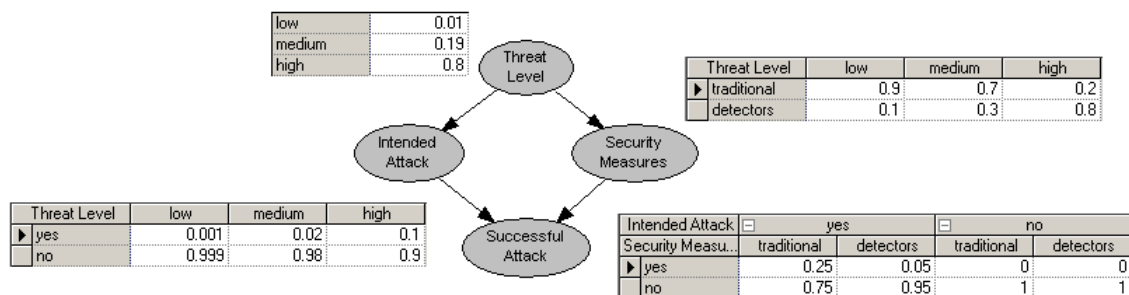 low 0.01
medium 0.19
high 0.8
Threat
Level
Threat Level low medium high
traditional 0.9 0.7 0.2
detectors 0.1 0.3 0.8
Intended
Attack
Security
Measures
Threat Level low medium high
yes 0.001 0.02 0.1
no 0.999 0.98 0.9
Successful
Attack
Intended Attack yes no
Security Measu... traditional detectors traditional detectors
yes 0.25 0.05 0 0
no 0.75 0.95 1 1